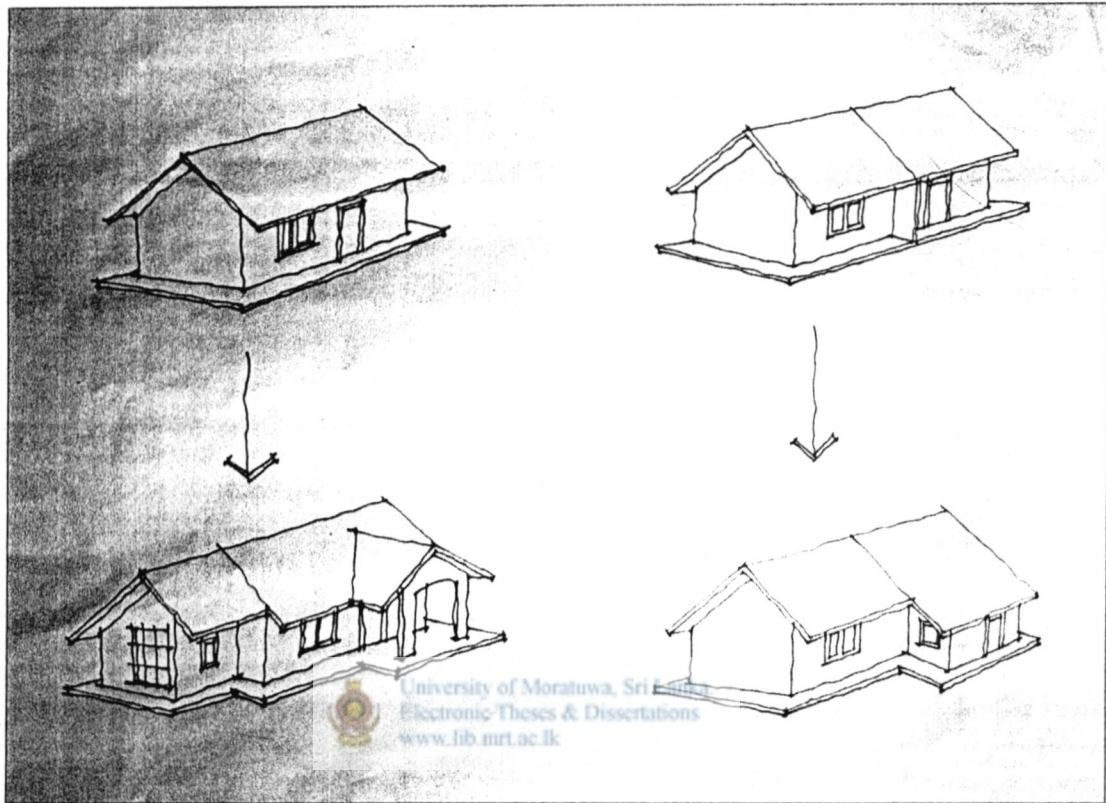 University of Moratuwa, Sri Lanka
Electronic Theses & Dissertations
www.lib.mrt.ac.lk